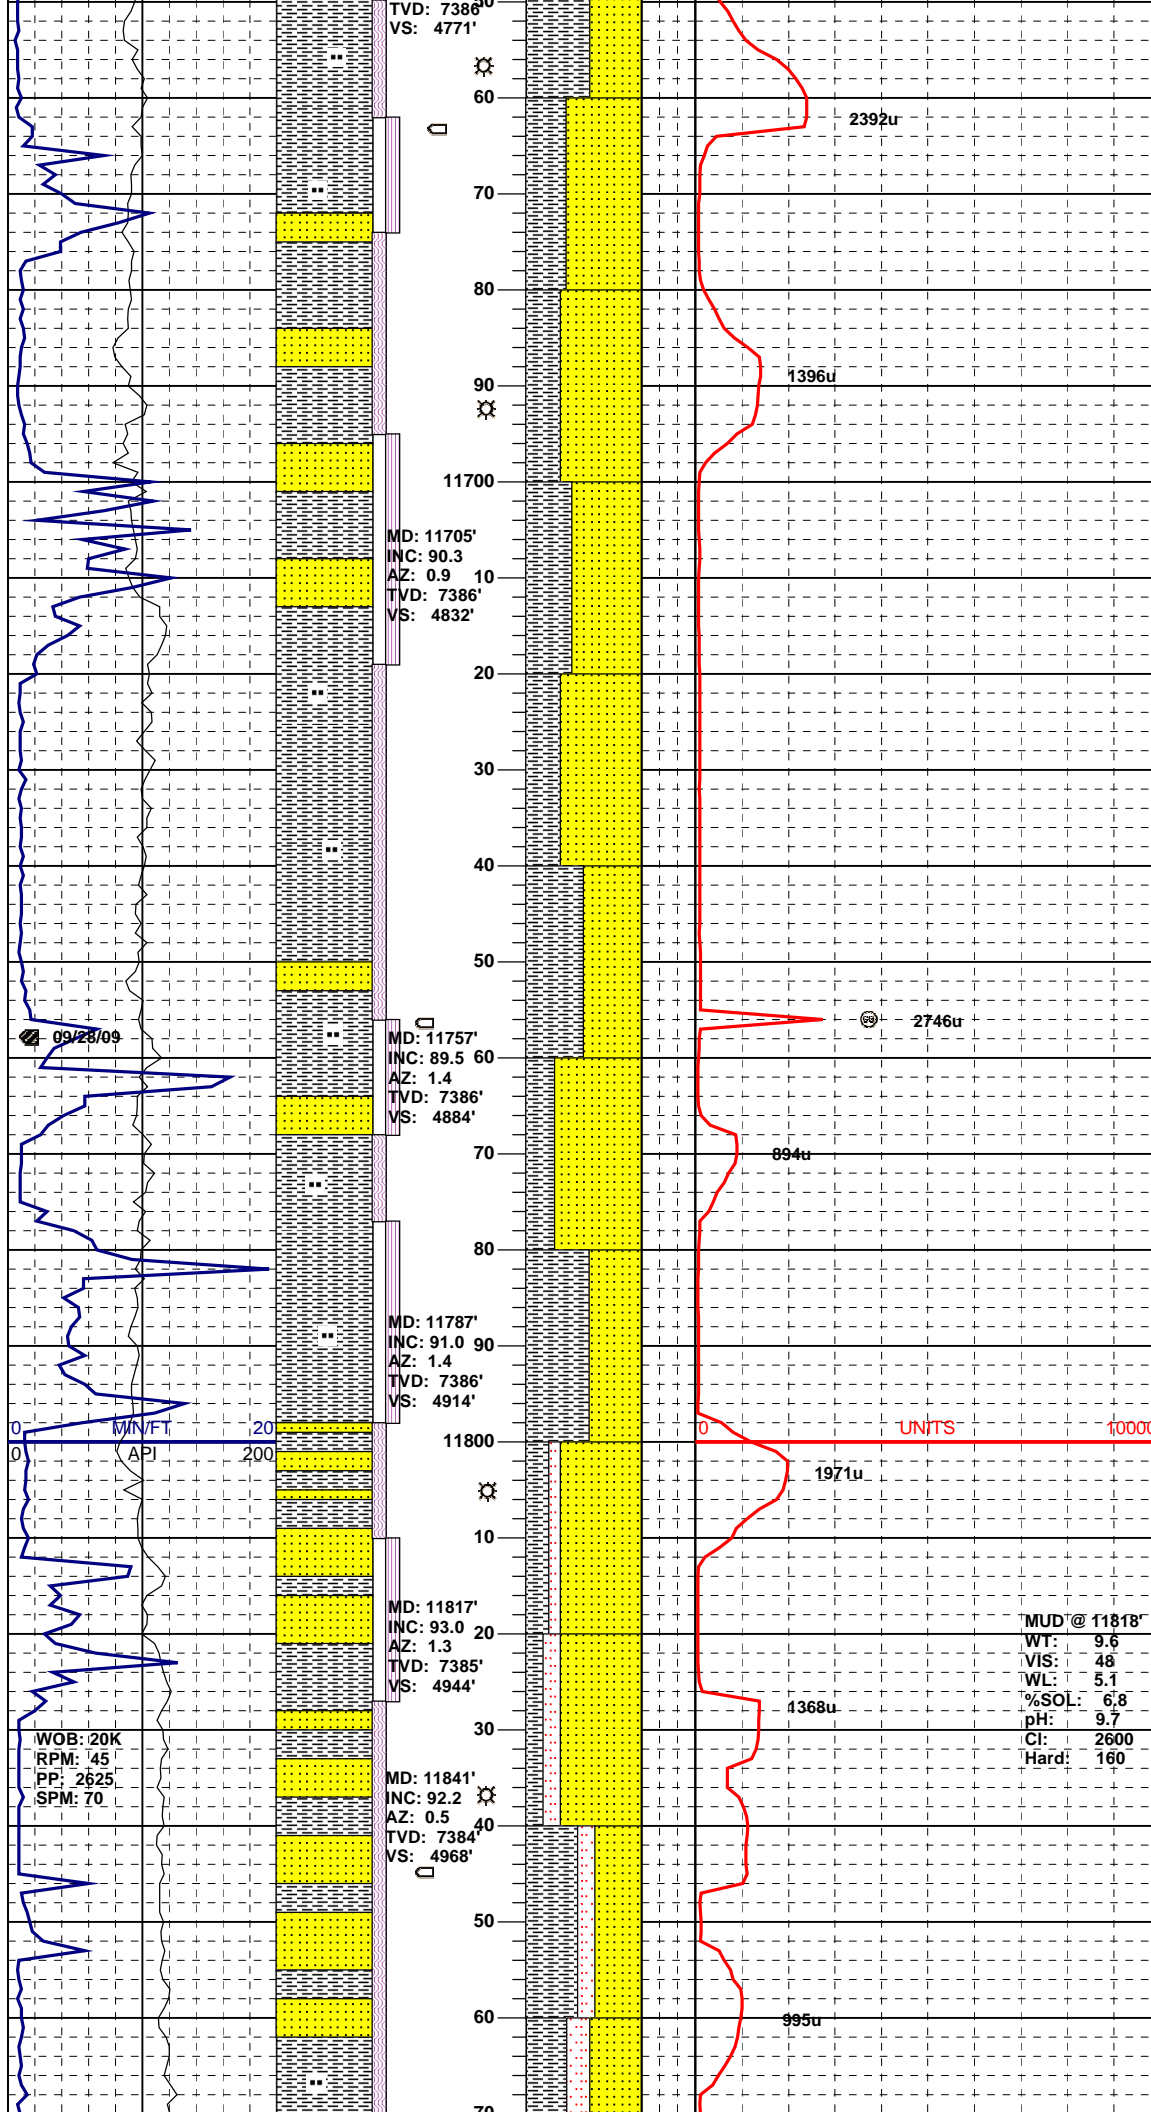 50
TVD: 7386'
VS: 4771'
60
2392u
70
80
1396u
90
11700
MD: 11705'
INC: 90.3
AZ: 0.9
10
TVD: 7386'
VS: 4832'
20
30
40
50
2746u
09/28/09
MD: 11757'
INC: 89.5
60
AZ: 1.4
TVD: 7386'
VS: 4884'
894u
70
80
MD: 11787'
INC: 91.0
90
AZ: 1.4
TVD: 7386'
VS: 4914'
0 MIN/FT 20
0 UNITS 10000
0 API 200
11800
1971u
10
MD: 11817'
INC: 93.0
20
AZ: 1.3
TVD: 7385'
VS: 4944'
MUD @ 11818'
WT: 9.6
VIS: 48
WL: 5.1
%SOL: 6.8
pH: 9.7
Cl: 2600
Hard: 160
1368u
30
WOB: 20K
RPM: 45
PP: 2625
SPM: 70
MD: 11841'
INC: 92.2
AZ: 0.5
40
TVD: 7384'
VS: 4968'
50
60
995u
70